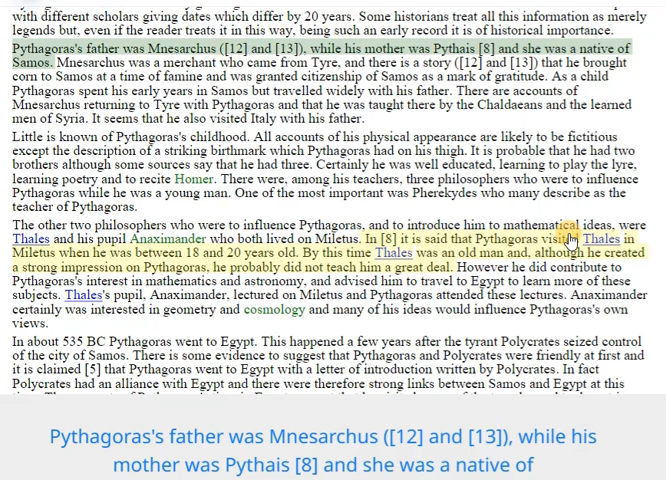 with different scholars giving dates which differ by 20 years. Some historians treat all this information as merely
legends but, even if the reader treats it in this way, being such an early record it is of historical importance.
Pythagoras's father was Mnesarchus ([12] and [13]), while his mother was Pythais [8] and she was a native of
Samos. Mnesarchus was a merchant who came from Tyre, and there is a story ([12] and [13]) that he brought
corn to Samos at a time of famine and was granted citizenship of Samos as a mark of gratitude. As a child
Pythagoras spent his early years in Samos but travelled widely with his father. There are accounts of
Mnesarchus returning to Tyre with Pythagoras and that he was taught there by the Chaldaeans and the learned
men of Syria. It seems that he also visited Italy with his father.
Little is known of Pythagoras's childhood. All accounts of his physical appearance are likely to be fictitious
except the description of a striking birthmark which Pythagoras had on his thigh. It is probable that he had two
brothers although some sources say that he had three. Certainly he was well educated, learning to play the lyre,
learning poetry and to recite Homer. There were, among his teachers, three philosophers who were to influence
Pythagoras while he was a young man. One of the most important was Pherekydes who many describe as the
teacher of Pythagoras.
The other two philosophers who were to influence Pythagoras, and to introduce him to mathematical ideas, were
Thales and his pupil Anaximander who both lived on Miletus. In [8] it is said that Pythagoras visited Thales in
Miletus when he was between 18 and 20 years old. By this time Thales was an old man and, although he created
a strong impression on Pythagoras, he probably did not teach him a great deal. However he did contribute to
Pythagoras's interest in mathematics and astronomy, and advised him to travel to Egypt to learn more of these
subjects. Thales's pupil, Anaximander, lectured on Miletus and Pythagoras attended these lectures. Anaximander
certainly was interested in geometry and cosmology and many of his ideas would influence Pythagoras's own
views.
In about 535 BC Pythagoras went to Egypt. This happened a few years after the tyrant Polycrates seized control
of the city of Samos. There is some evidence to suggest that Pythagoras and Polycrates were friendly at first and
it is claimed [5] that Pythagoras went to Egypt with a letter of introduction written by Polycrates. In fact
Polycrates had an alliance with Egypt and there were therefore strong links between Samos and Egypt at this
Pythagoras's father was Mnesarchus ([12] and [13]), while his
mother was Pythais [8] and she was a native of